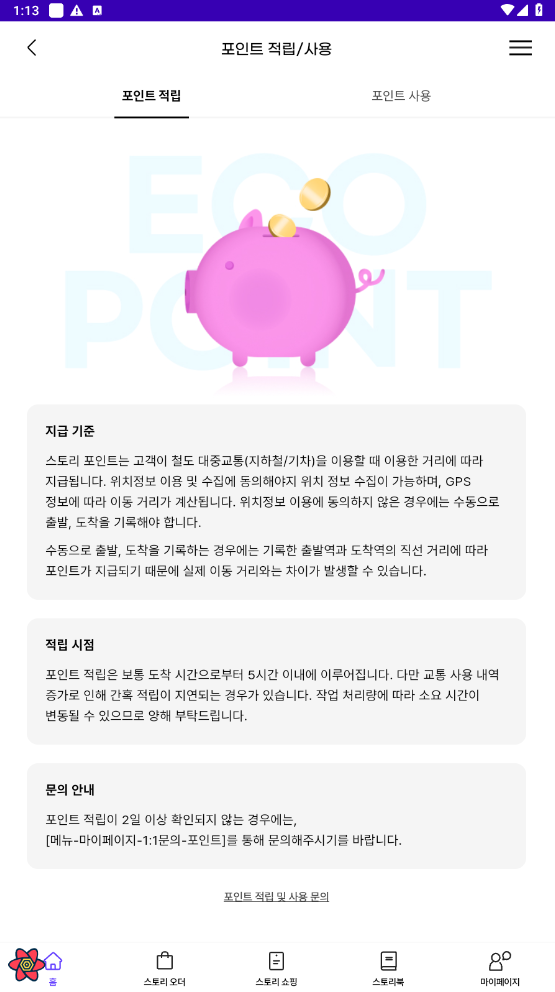 1:13
포인트 적립/사용
포인트 적립
포인트 사용
ECO
POINT
지급 기준
스토리 포인트는 고객이 철도 대중교통(지하철/기차)을 이용할 때 이용한 거리에 따라
지급됩니다. 위치정보 이용 및 수집에 동의해야지 위치 정보 수집이 가능하며, GPS
정보에 따라 이동 거리가 계산됩니다. 위치정보 이용에 동의하지 않은 경우에는 수동으로
출발, 도착을 기록해야 합니다.
수동으로 출발, 도착을 기록하는 경우에는 기록한 출발역과 도착역의 직선 거리에 따라
포인트가 지급되기 때문에 실제 이동 거리와는 차이가 발생할 수 있습니다.
적립 시점
포인트 적립은 보통 도착 시간으로부터 5시간 이내에 이루어집니다. 다만 교통 사용 내역
증가로 인해 간혹 적립이 지연되는 경우가 있습니다. 작업 처리량에 따라 소요 시간이
변동될 수 있으므로 양해 부탁드립니다.
문의 안내
포인트 적립이 2일 이상 확인되지 않는 경우에는,
[메뉴-마이페이지-1:1문의-포인트]를 통해 문의해주시기를 바랍니다.
포인트 적립 및 사용 문의
홈
스토리 오더
스토리 쇼핑
스토리북
마이페이지